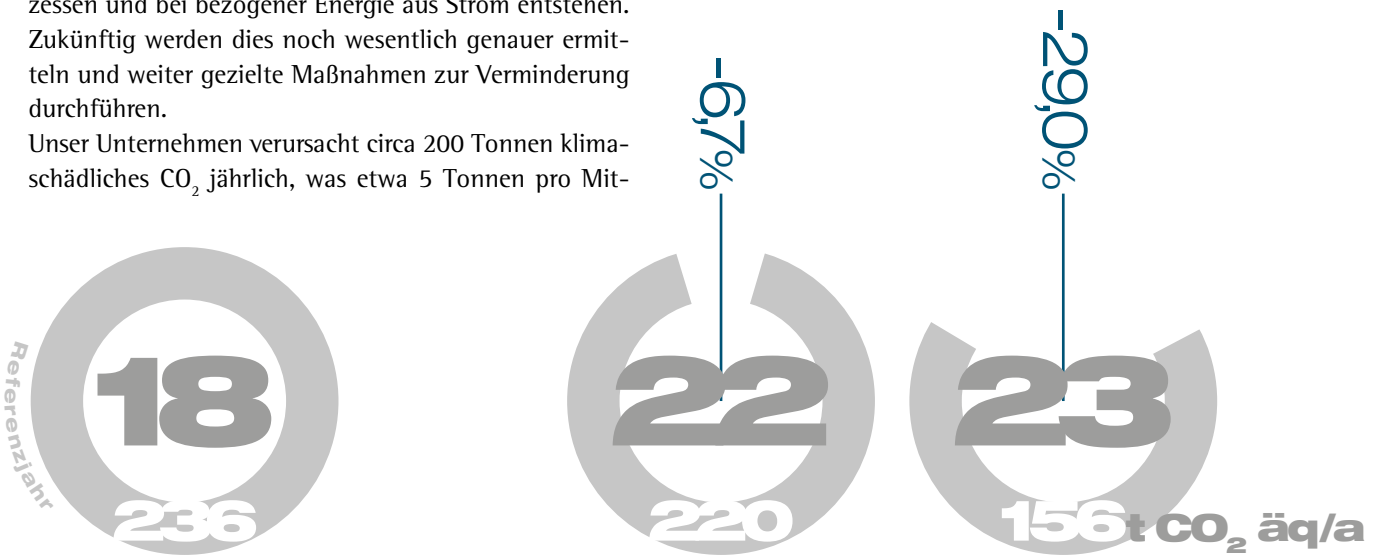 zessen und bei bezogener Energie aus Strom entstehen.
Zukünftig werden dies noch wesentlich genauer ermit-
teln und weiter gezielte Maßnahmen zur Verminderung
durchführen.
Unser Unternehmen verursacht circa 200 Tonnen klima-
schädliches CO₂ jährlich, was etwa 5 Tonnen pro Mit-
-6,7%
-29,0%
Referenzjahr
18
22
23
236
220
156 t CO₂ äq/a